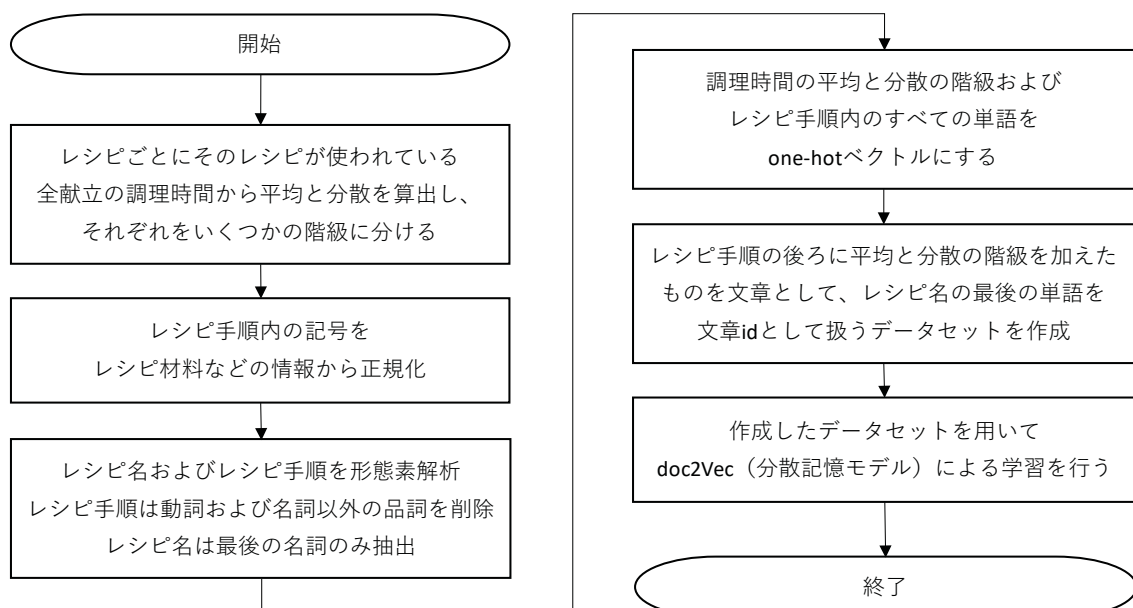 開始
レシピごとにそのレシピが使われている
全献立の調理時間から平均と分散を算出し、
それぞれをいくつかの階級に分ける
レシピ手順内の記号を
レシピ材料などの情報から正規化
レシピ名およびレシピ手順を形態素解析
レシピ手順は動詞および名詞以外の品詞を削除
レシピ名は最後の名詞のみ抽出
調理時間の平均と分散の階級および
レシピ手順内のすべての単語を
one-hotベクトルにする
レシピ手順の後ろに平均と分散の階級を加えた
ものを文章として、レシピ名の最後の単語を
文章idとして扱うデータセットを作成
作成したデータセットを用いて
doc2Vec（分散記憶モデル）による学習を行う
終了